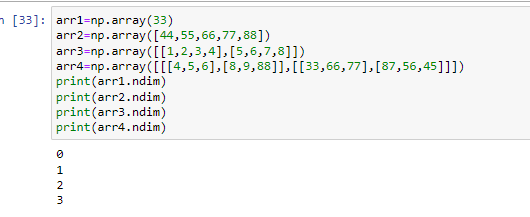 n [33]:
arr1=np.array(33)
arr2=np.array([44,55,66,77,88])
arr3=np.array([[1,2,3,4],[5,6,7,8]])
arr4=np.array([[[4,5,6],[8,9,88]],[[33,66,77],[87,56,45]]])
print(arr1.ndim)
print(arr2.ndim)
print(arr3.ndim)
print(arr4.ndim)
0
1
2
3